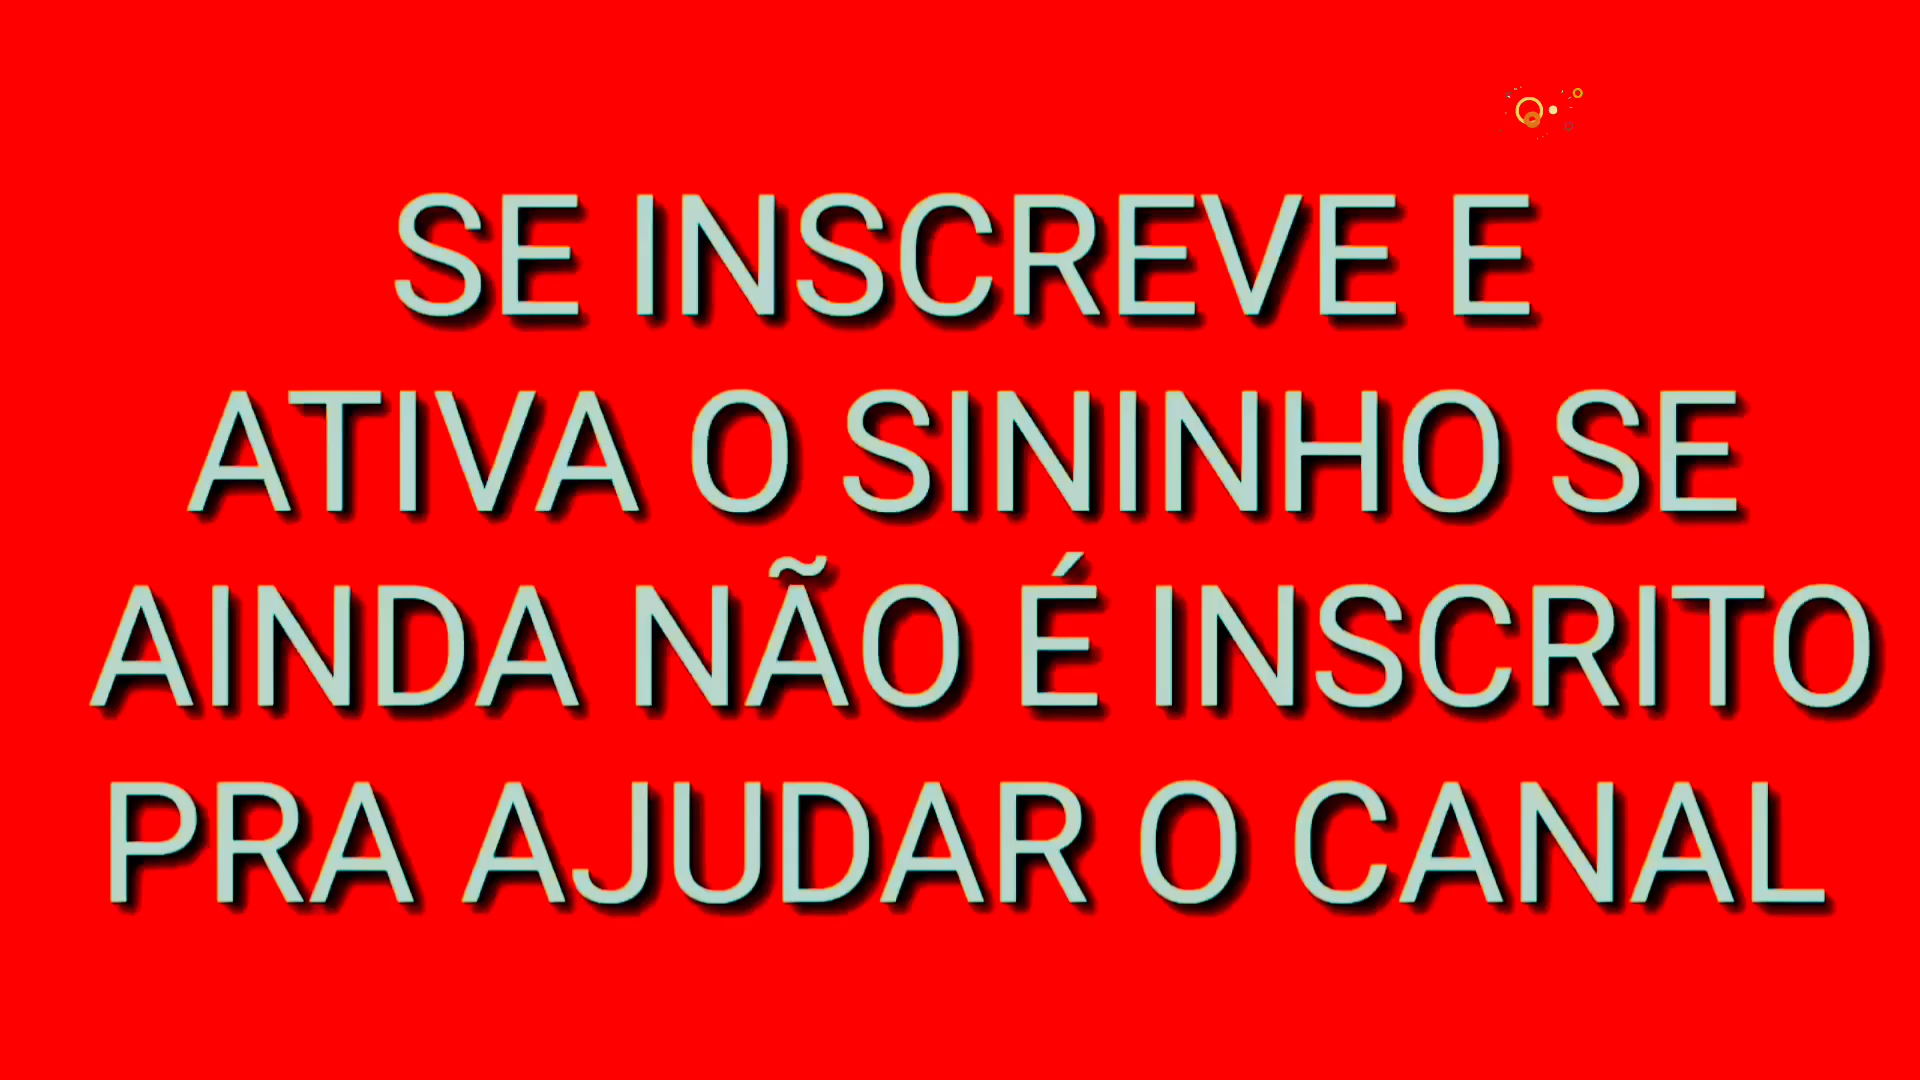 SE INSCREVE E
ATIVA O SININHO SE
AINDA NÃO É INSCRITO
PRA AJUDAR O CANAL